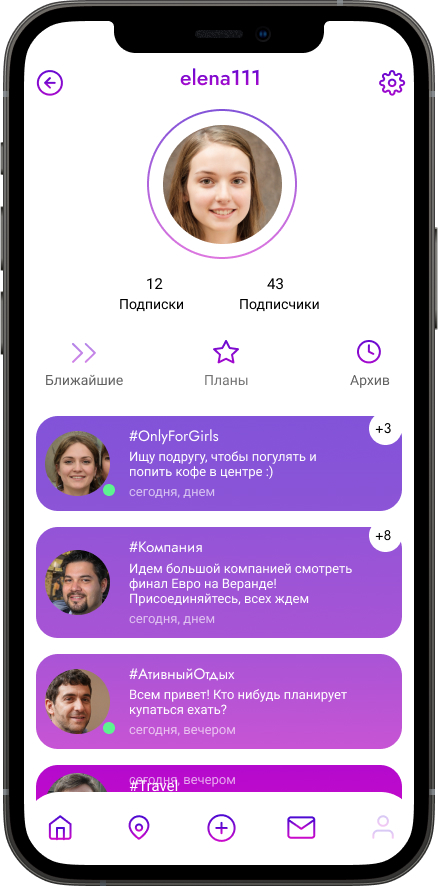 elena111
12 43
Подписки Подписчики
Ближайшие Планы Архив
+3
#OnlyForGirls
Ищу подругу, чтобы погулять и
попить кофе в центре :)
сегодня, днем
+8
#Компания
Идем большой компанией смотреть
финал Евро на Веранде!
Присоединяйтесь, всех ждем
сегодня, днем
#АтивныйОтдых
Всем привет! Кто нибудь планирует
купаться ехать?
сегодня, вечером
сегодня, вечером
#Travel